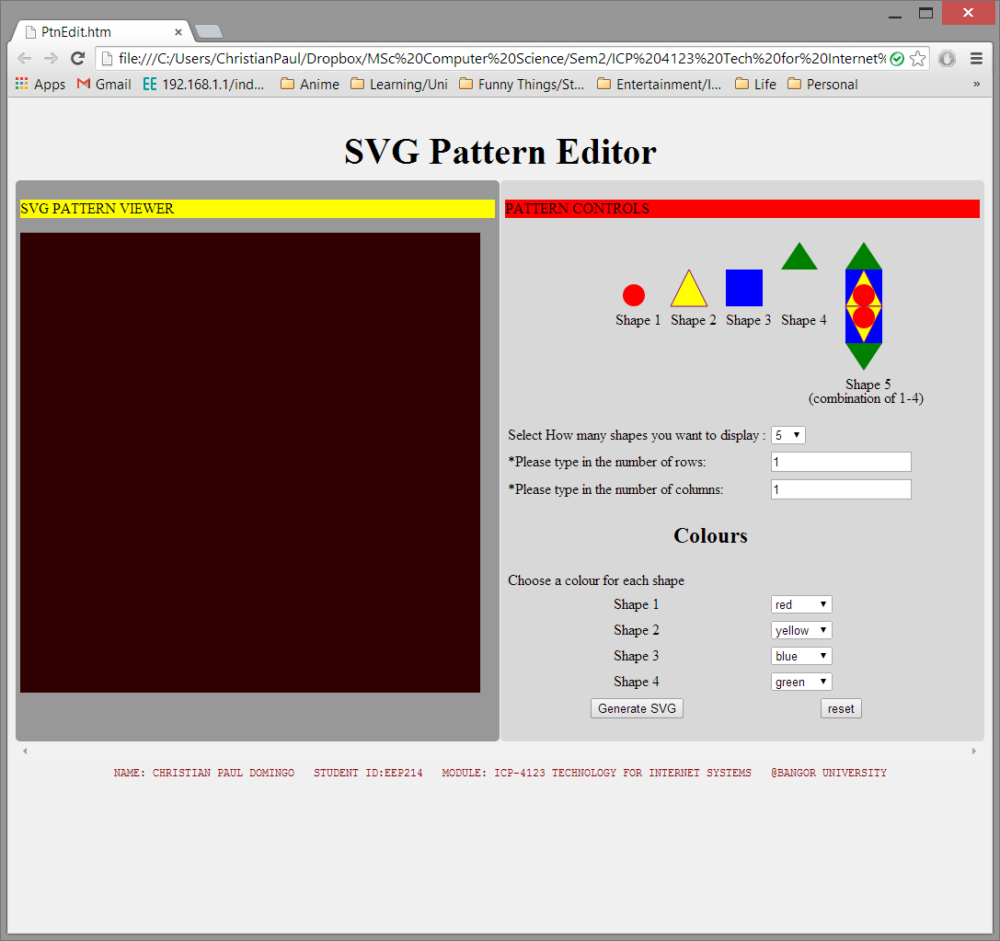 PtnEdit.htm
file:///C:/Users/ChristianPaul/Dropbox/MSc%20Computer%20Science/Sem2/ICP%204123%20Tech%20for%20Internet%
Apps Gmail 192.168.1.1/ind... Anime Learning/Uni Funny Things/St... Entertainment/I... Life Personal »
SVG Pattern Editor
SVG PATTERN VIEWER
PATTERN CONTROLS
Shape 1 Shape 2 Shape 3 Shape 4
Shape 5
(combination of 1-4)
Select How many shapes you want to display : 5
*Please type in the number of rows: 1
*Please type in the number of columns: 1
Colours
Choose a colour for each shape
Shape 1 red
Shape 2 yellow
Shape 3 blue
Shape 4 green
Generate SVG reset
NAME: CHRISTIAN PAUL DOMINGO STUDENT ID:EEP214 MODULE: ICP-4123 TECHNOLOGY FOR INTERNET SYSTEMS @BANGOR UNIVERSITY